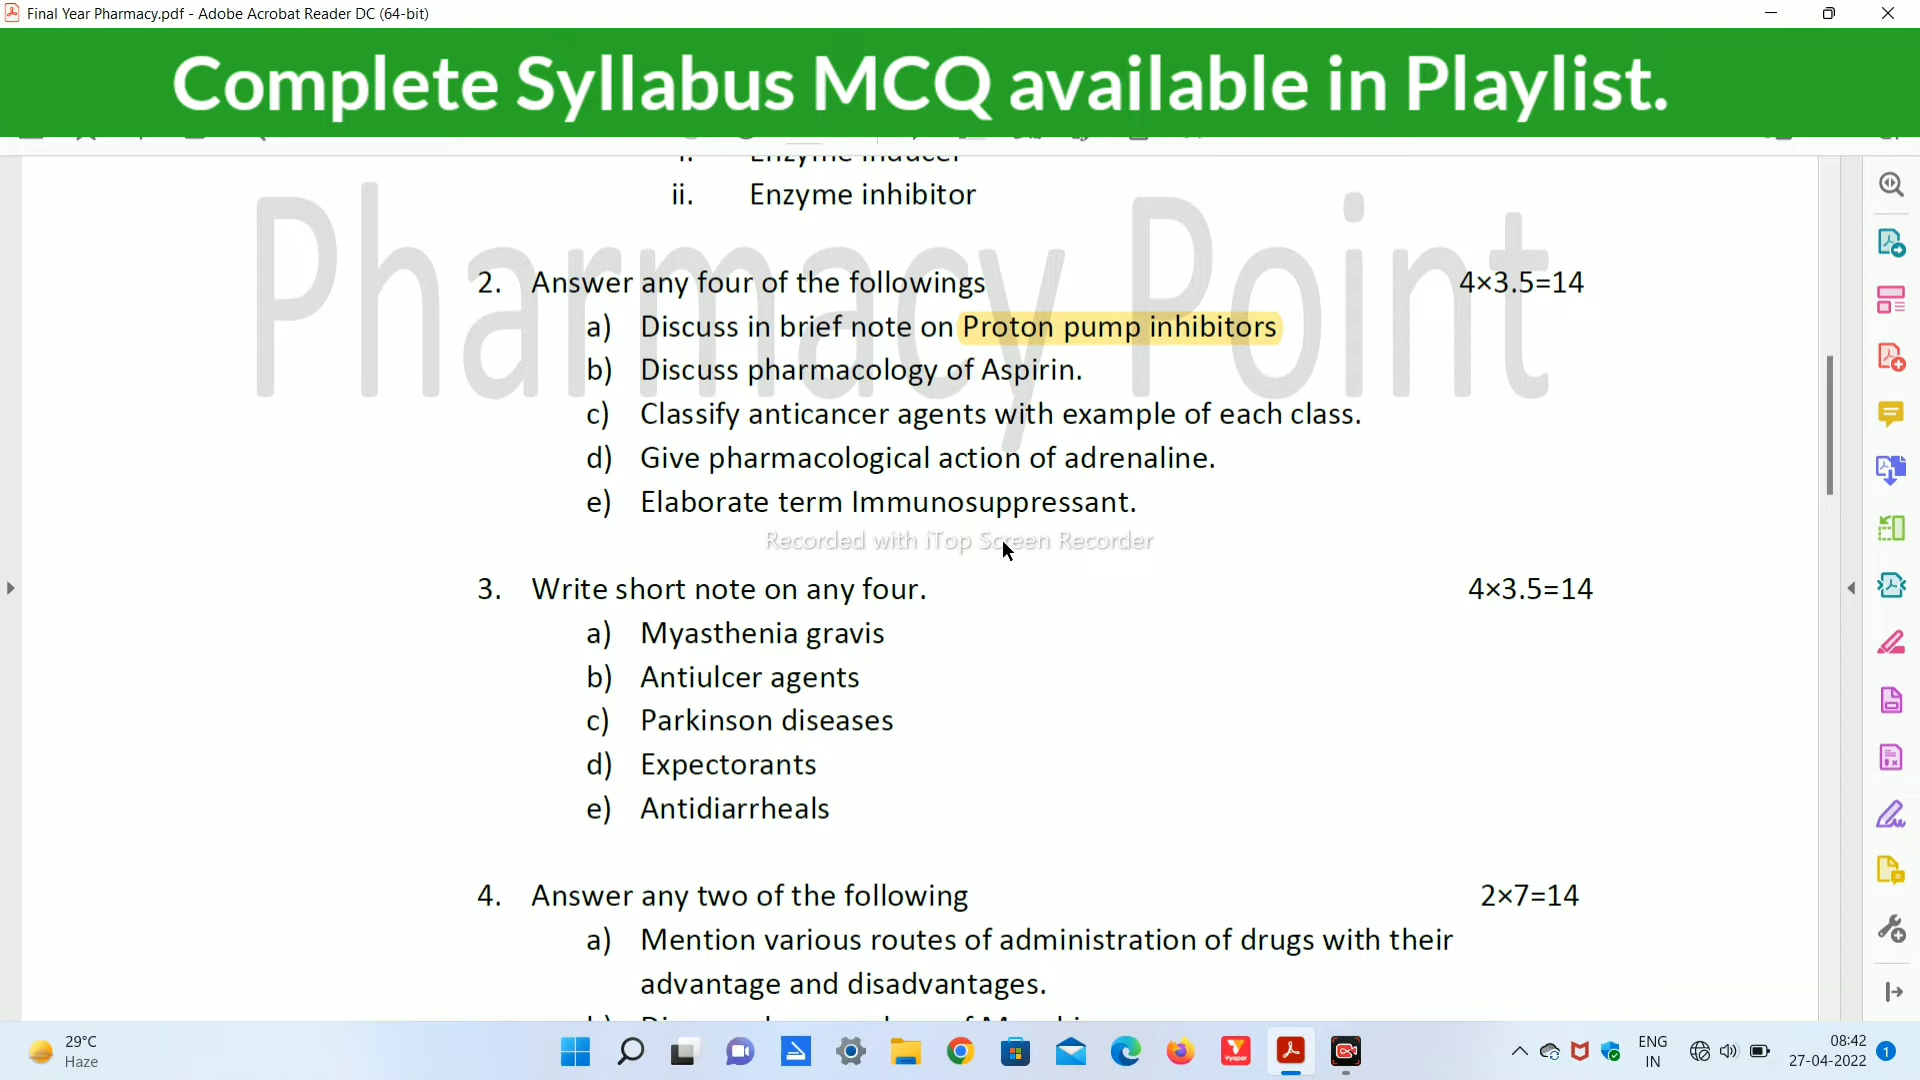 Final Year Pharmacy.pdf - Adobe Acrobat Reader DC (64-bit)
Complete Syllabus MCQ available in Playlist.
i. Enzyme inducer
ii. Enzyme inhibitor
Pharmacy Point
2. Answer any four of the followings 4×3.5=14
a) Discuss in brief note on Proton pump inhibitors
b) Discuss pharmacology of Aspirin.
c) Classify anticancer agents with example of each class.
d) Give pharmacological action of adrenaline.
e) Elaborate term Immunosuppressant.
Recorded with iTop Screen Recorder
3. Write short note on any four. 4×3.5=14
a) Myasthenia gravis
b) Antiulcer agents
c) Parkinson diseases
d) Expectorants
e) Antidiarrheals
4. Answer any two of the following 2×7=14
a) Mention various routes of administration of drugs with their
advantage and disadvantages.
29°C
Haze
Vyapar
ENG
IN
08:42
27-04-2022
1